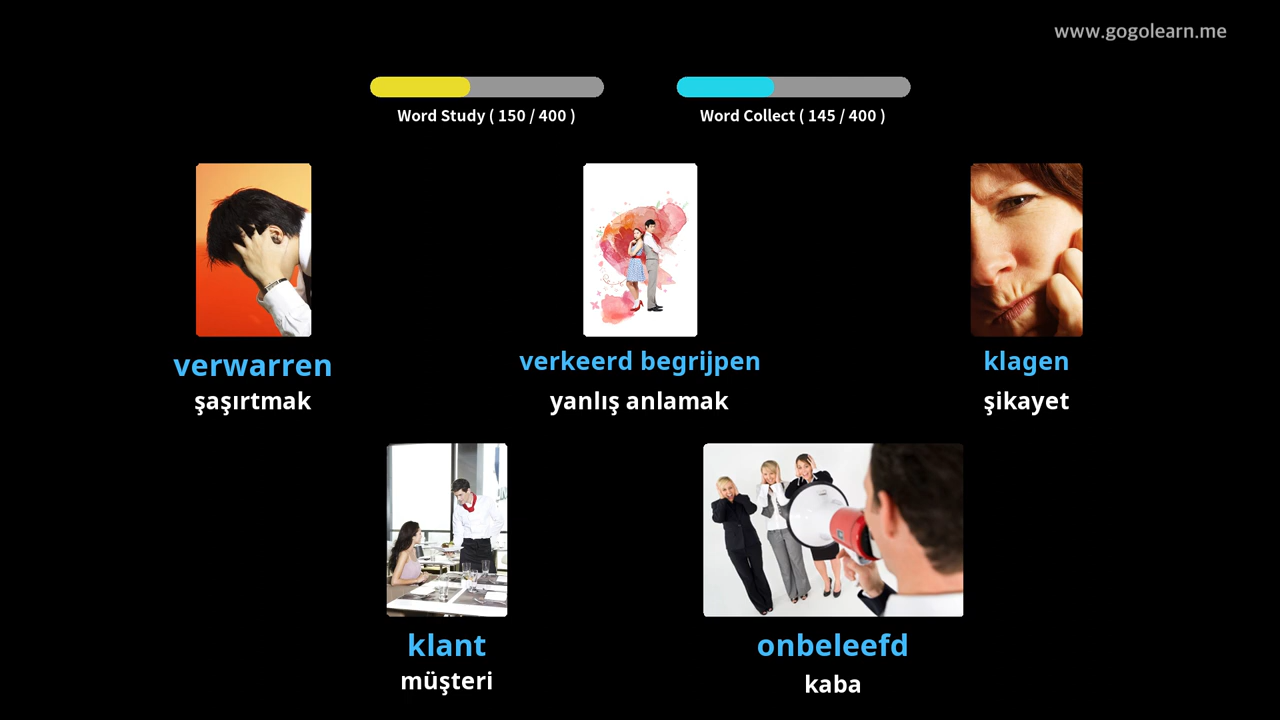 www.gogolearn.me
Word Study ( 150 / 400 )
Word Collect ( 145 / 400 )
verwarren
şaşırtmak
verkeerd begrijpen
yanlış anlamak
klagen
şikayet
klant
müşteri
onbeleefd
kaba